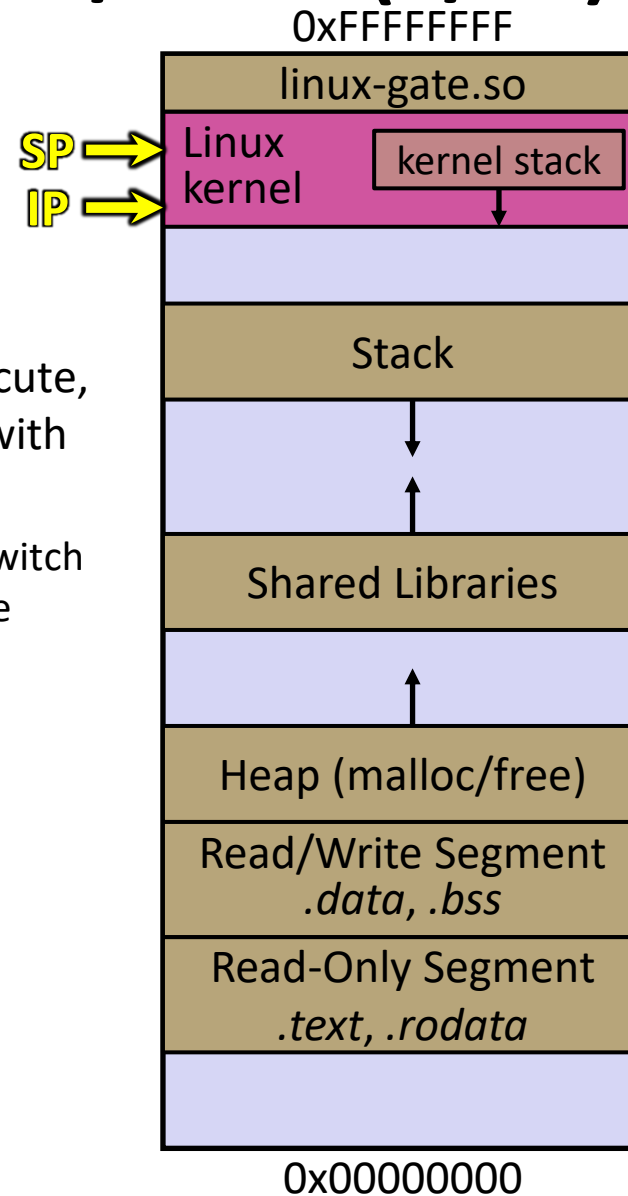 0xFFFFFFFF
linux-gate.so
SP
Linux
kernel
kernel stack
IP
Stack
cute,
with
witch
e
Shared Libraries
Heap (malloc/free)
Read/Write Segment
.data, .bss
Read-Only Segment
.text, .rodata
0x00000000